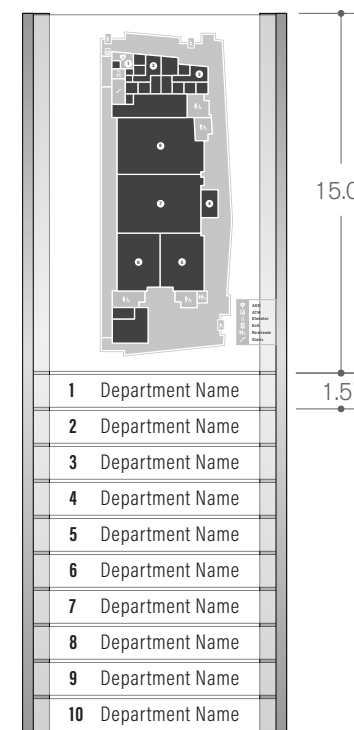 AED
ATM
Elevator
Exit
Restroom
Stairs
15.0
1.5"
1 Department Name
2 Department Name
3 Department Name
4 Department Name
5 Department Name
6 Department Name
7 Department Name
8 Department Name
9 Department Name
10 Department Name